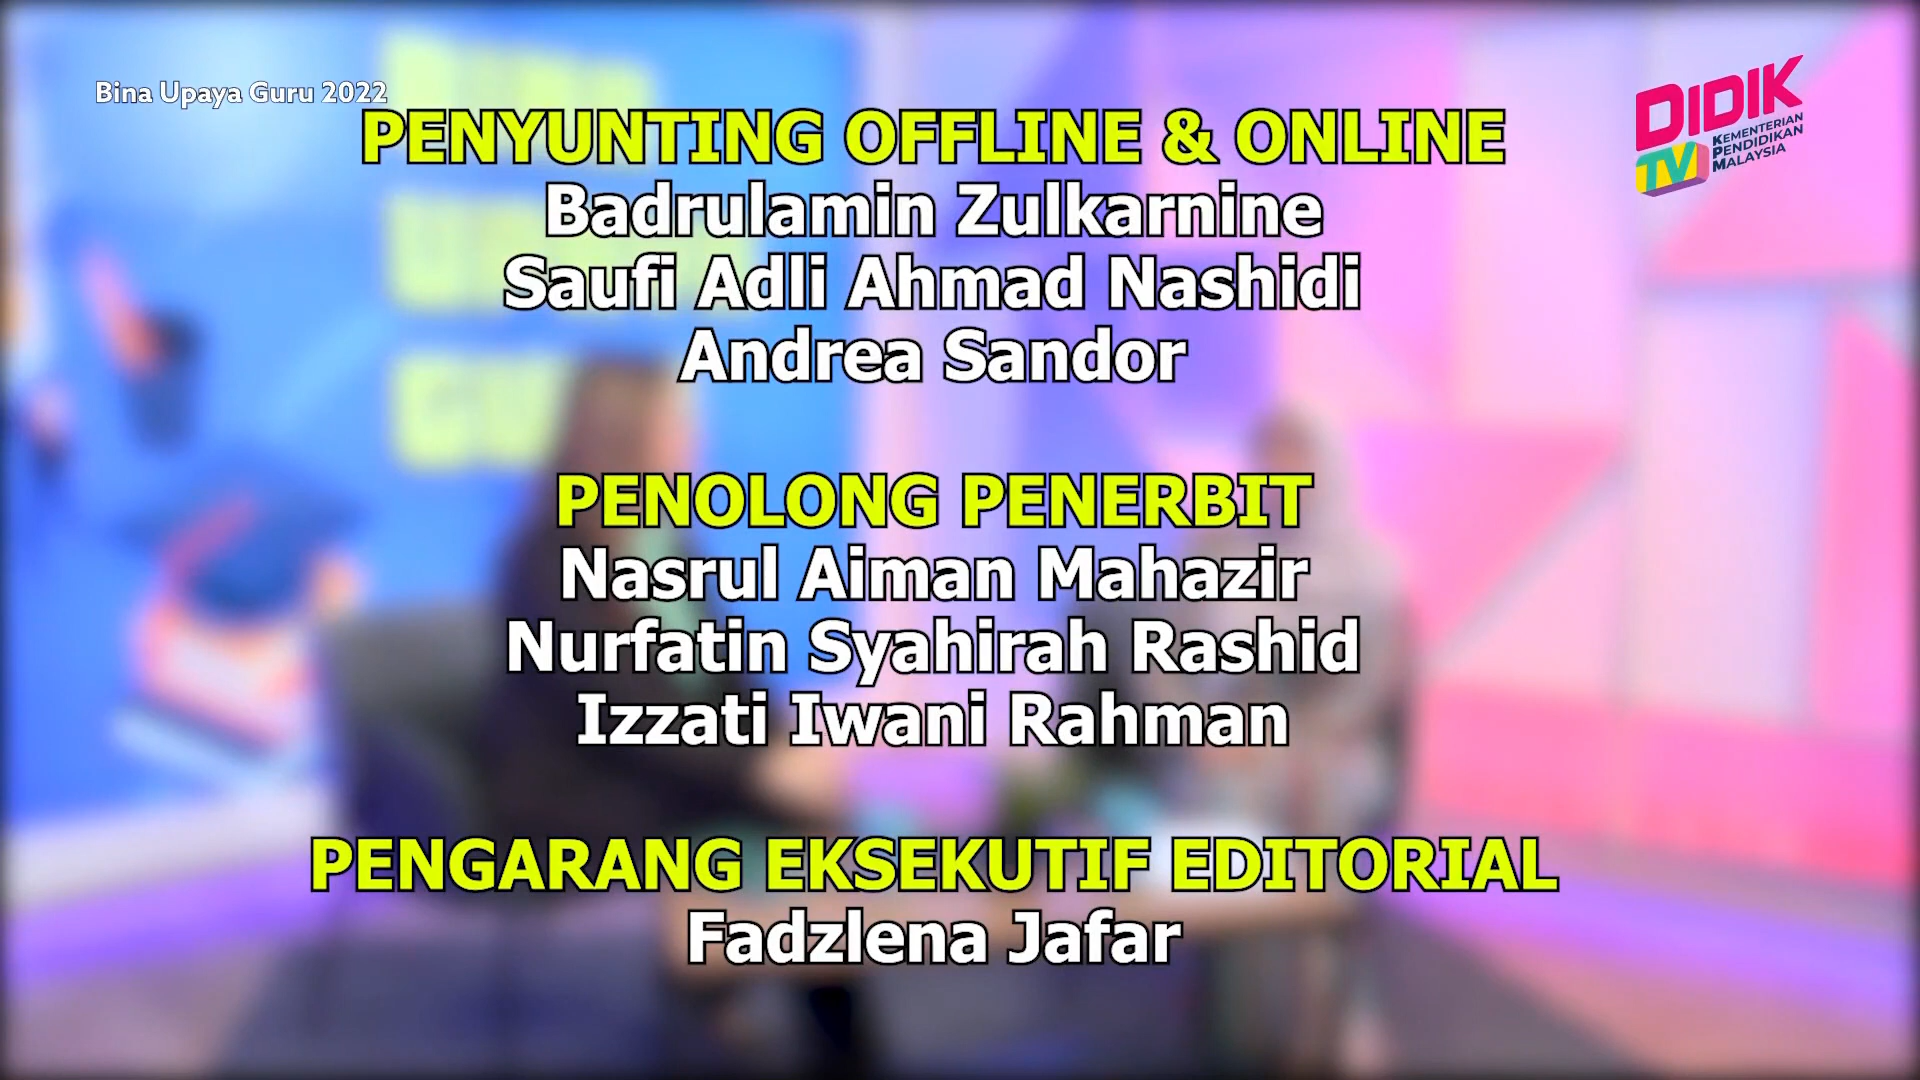 Bina Upaya Guru 2022
DIDIK
TV
KEMENTERIAN
PENDIDIKAN
MALAYSIA
PENYUNTING OFFLINE & ONLINE
Badrulamin Zulkarnine
Saufi Adli Ahmad Nashidi
Andrea Sandor
PENOLONG PENERBIT
Nasrul Aiman Mahazir
Nurfatin Syahirah Rashid
Izzati Iwani Rahman
PENGARANG EKSEKUTIF EDITORIAL
Fadzlena Jafar